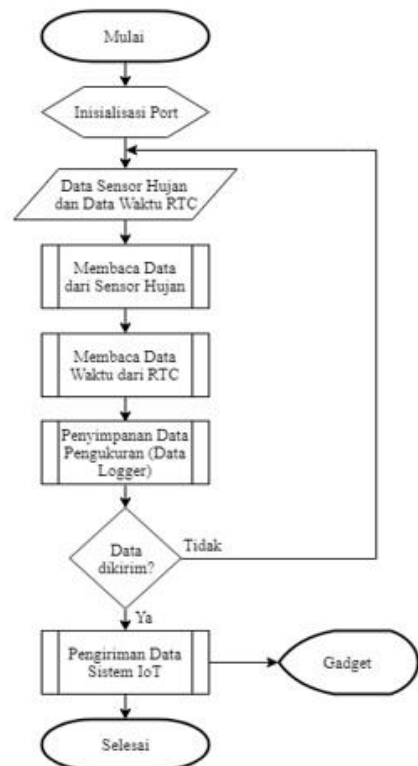 Mulai
Inisialisasi Port
Data Sensor Hujan
dan Data Waktu RTC
Membaca Data
dari Sensor Hujan
Membaca Data
Waktu dari RTC
Penyimpanan Data
Pengukuran (Data
Logger)
Data
dikirim?
Tidak
Ya
Pengiriman Data
Sistem IoT
Gadget
Selesai